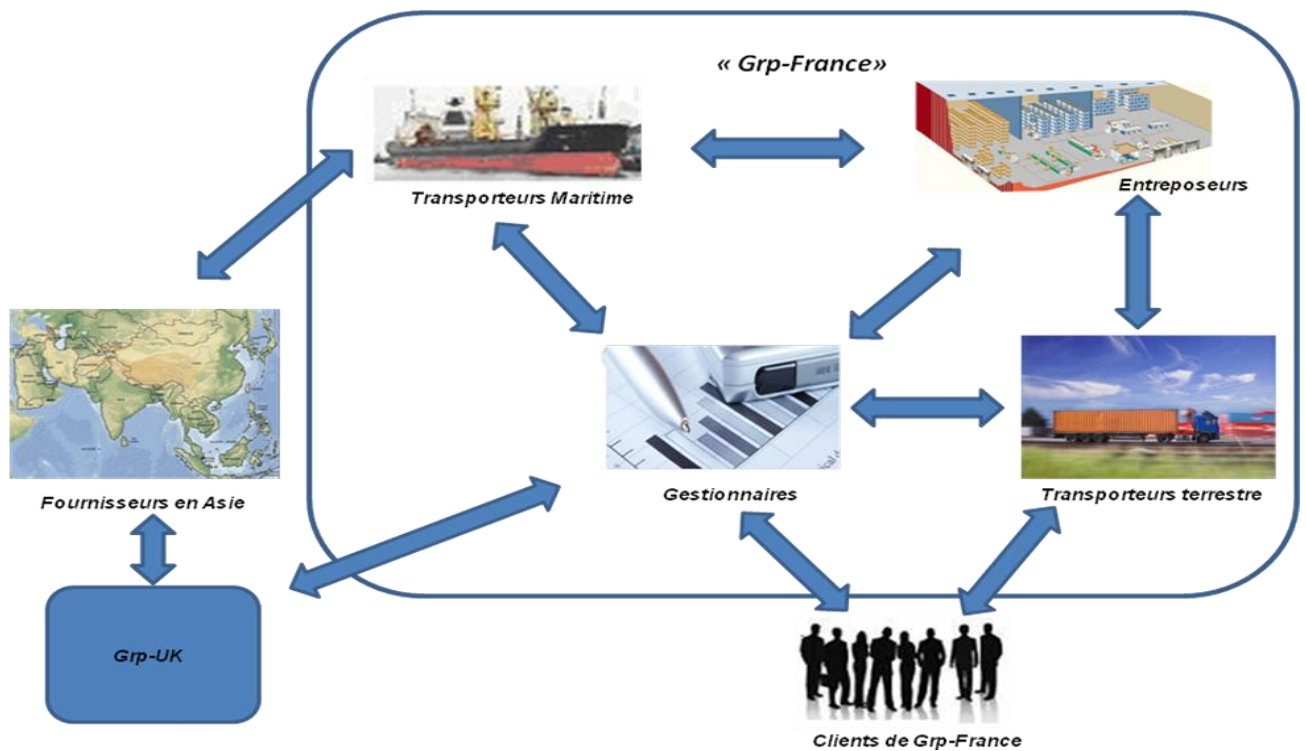 « Grp-France»
Transporteurs Maritime
Entreposeurs
Fournisseurs en Asie
Gestionnaires
Transporteurs terrestre
Grp-UK
Clients de Grp-France